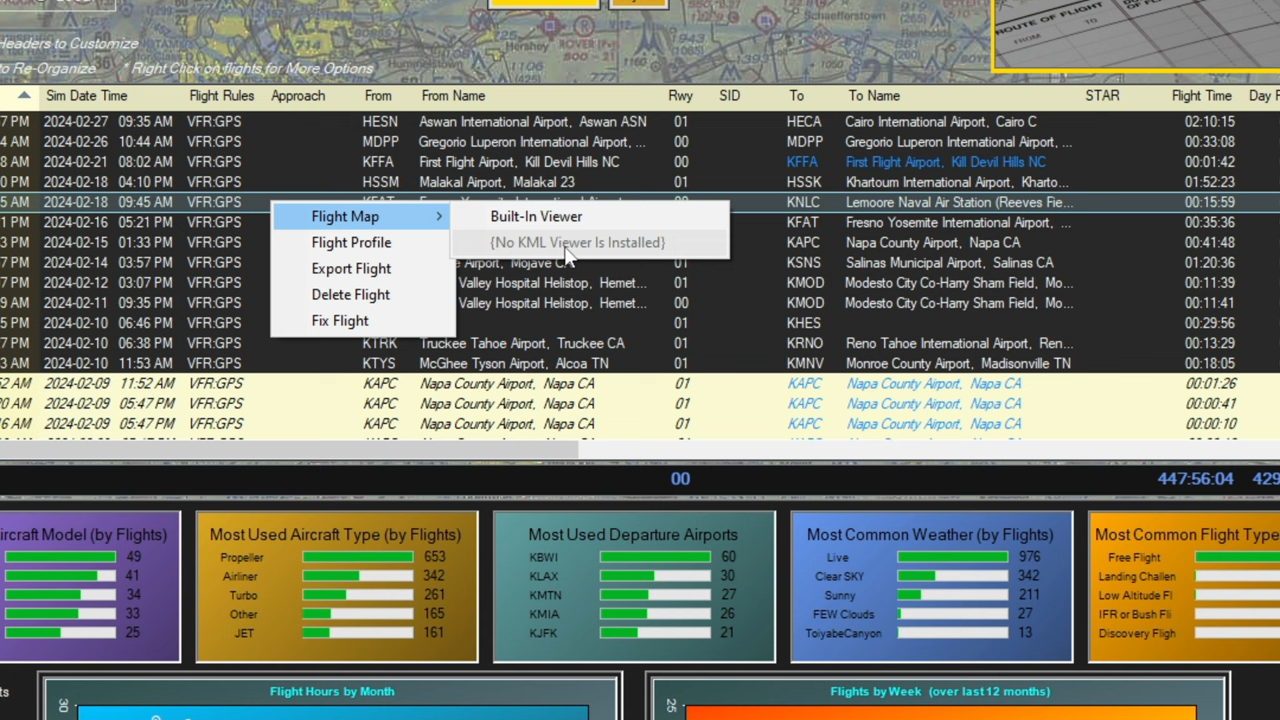 Headers to Customize
to Re-Organize * Right Click on flights for More Options
Hershey
ROUTE OF FLIGHT
TO
FROM
Sim Date Time Flight Rules Approach From From Name Rwy SID To To Name STAR Flight Time Day F
7 PM 2024-02-27 09:35 AM VFR:GPS HESN Aswan International Airport, Aswan ASN 01 HECA Cairo International Airport, Cairo C 02:10:15
4 AM 2024-02-26 10:44 AM VFR:GPS MDPP Gregorio Luperon International Airport, ... 00 MDPP Gregorio Luperon International Airport, ... 00:33:08
8 AM 2024-02-21 08:02 AM VFR:GPS KFFA First Flight Airport, Kill Devil Hills NC 00 KFFA First Flight Airport, Kill Devil Hills NC 00:01:42
0 PM 2024-02-18 04:10 PM VFR:GPS HSSM Malakal Airport, Malakal 23 01 HSSK Khartoum International Airport, Kharto... 01:52:23
5 AM 2024-02-18 09:45 AM VFR:GPS KNLC Lemoore Naval Air Station (Reeves Fie... 00:15:59
1 PM 2024-02-16 05:21 PM VFR:GPS KFAT Fresno Yosemite International Airport, ... 00:35:36
3 PM 2024-02-15 01:33 PM VFR:GPS KAPC Napa County Airport, Napa CA 00:41:48
7 PM 2024-02-14 11:23 PM VFR:GPS e Airport, Mojave CA 01 KSNS Salinas Municipal Airport, Salinas CA 01:20:36
7 PM 2024-02-12 03:07 PM VFR:GPS Valley Hospital Helistop, Hemet... 00 KMOD Modesto City Co-Harry Sham Field, Mo... 00:11:39
9 AM 2024-02-11 09:35 PM VFR:GPS Valley Hospital Helistop, Hemet... 00 KMOD Modesto City Co-Harry Sham Field, Mo... 00:11:41
5 PM 2024-02-10 06:46 PM VFR:GPS 01 KHES 00:29:56
7 PM 2024-02-10 06:38 PM VFR:GPS KTRK Truckee Tahoe Airport, Truckee CA 01 KRNO Reno Tahoe International Airport, Ren... 00:13:29
3 AM 2024-02-10 11:53 AM VFR:GPS KTYS McGhee Tyson Airport, Alcoa TN 01 KMNV Monroe County Airport, Madisonville TN 00:18:05
52 AM 2024-02-09 11:52 AM VFR:GPS KAPC Napa County Airport, Napa CA 01 KAPC Napa County Airport, Napa CA 00:01:26
20 AM 2024-02-09 05:47 PM VFR:GPS KAPC Napa County Airport, Napa CA 01 KAPC Napa County Airport, Napa CA 00:00:41
16 AM 2024-02-09 05:47 PM VFR:GPS KAPC Napa County Airport, Napa CA 01 KAPC Napa County Airport, Napa CA 00:00:10
Flight Map
Flight Profile
Export Flight
Delete Flight
Fix Flight
Built-In Viewer
{No KML Viewer Is Installed}
00 447:56:04 429
ircraft Model (by Flights)
49
41
34
33
25
Most Used Aircraft Type (by Flights)
Propeller 653
Airliner 342
Turbo 261
Other 165
JET 161
Most Used Departure Airports
KBWI 60
KLAX 30
KMTN 27
KMIA 26
KJFK 21
Most Common Weather (by Flights)
Live 976
Clear SKY 342
Sunny 211
FEW Clouds 27
ToiyabeCanyon 13
Most Common Flight Type
Free Flight
Landing Challen
Low Altitude Fl
IFR or Bush Fli
Discovery Fligh
ts
Flight Hours by Month
30
Flights by Week (over last 12 months)
25